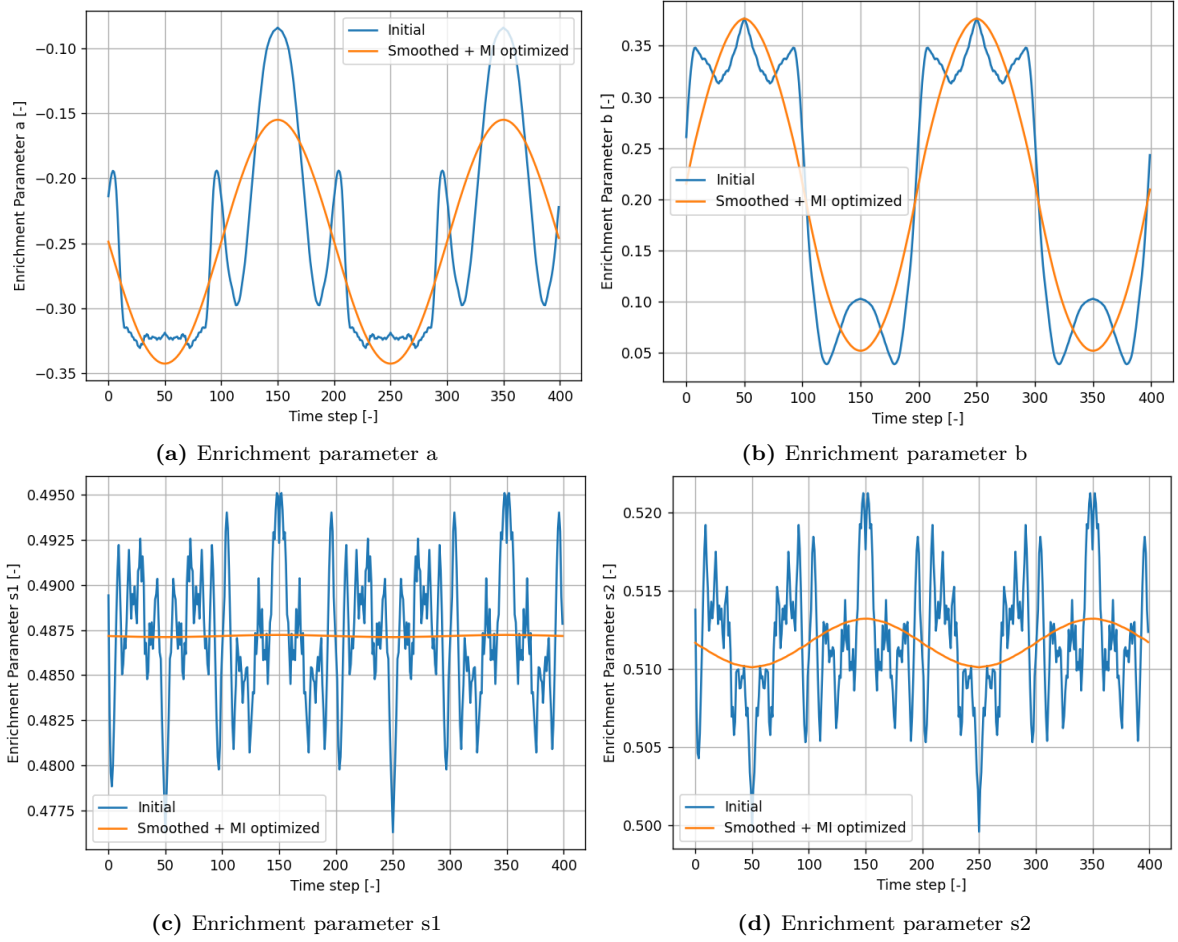 Initial
Smoothed + MI optimized
Enrichment Parameter a [-]
−0.10
−0.15
−0.20
−0.25
−0.30
−0.35
0 50 100 150 200 250 300 350 400
Time step [-]
(a) Enrichment parameter a
Initial
Smoothed + MI optimized
Enrichment Parameter b [-]
0.35
0.30
0.25
0.20
0.15
0.10
0.05
0 50 100 150 200 250 300 350 400
Time step [-]
(b) Enrichment parameter b
Enrichment Parameter s1 [-]
0.4950
0.4925
0.4900
0.4875
0.4850
0.4825
0.4800
0.4775
Initial
Smoothed + MI optimized
0 50 100 150 200 250 300 350 400
Time step [-]
(c) Enrichment parameter s1
Enrichment Parameter s2 [-]
0.520
0.515
0.510
0.505
0.500
Initial
Smoothed + MI optimized
0 50 100 150 200 250 300 350 400
Time step [-]
(d) Enrichment parameter s2